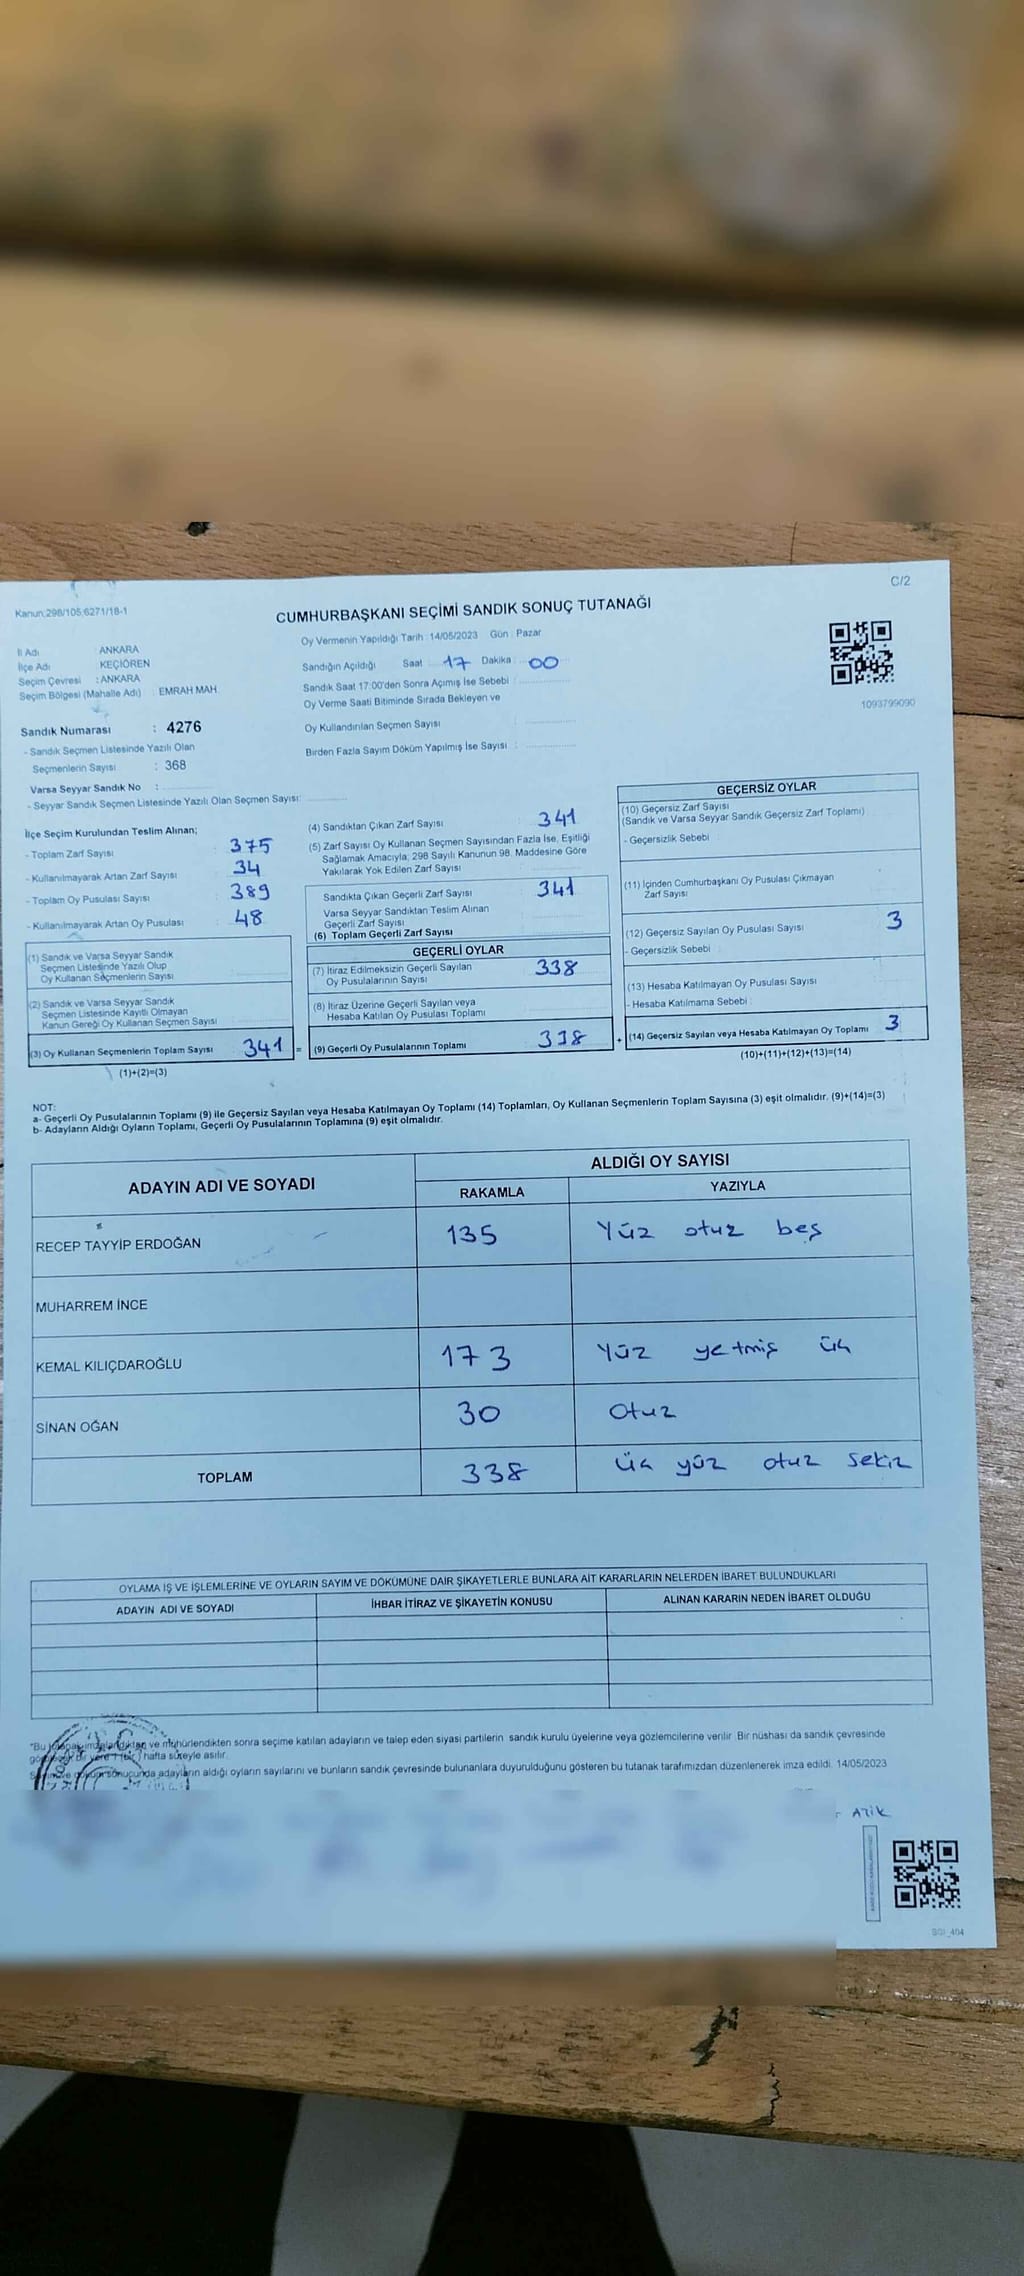 C/2
Kanun:298/105,6271/18-1
CUMHURBAŞKANI SEÇİMİ SANDIK SONUÇ TUTANAĞI
İl Adı : ANKARA
İlçe Adı : KEÇİÖREN
Seçim Çevresi : ANKARA
Seçim Bölgesi (Mahalle Adı) : EMRAH MAH.
Oy Vermenin Yapıldığı Tarih : 14/05/2023 Gün : Pazar
Sandığın Açıldığı Saat 17 Dakika : 00
Sandık Saat 17:00'den Sonra Açımış İse Sebebi :
Oy Verme Saati Bitiminde Sırada Bekleyen ve
Oy Kullandırılan Seçmen Sayısı :
Birden Fazla Sayım Döküm Yapılmış İse Sayısı :
1093799090
Sandık Numarası : 4276
- Sandık Seçmen Listesinde Yazılı Olan
Seçmenlerin Sayısı : 368
Varsa Seyyar Sandık No :
- Seyyar Sandık Seçmen Listesinde Yazılı Olan Seçmen Sayısı:
İlçe Seçim Kurulundan Teslim Alınan;
- Toplam Zarf Sayısı : 375
- Kullanılmayarak Artan Zarf Sayısı : 34
- Toplam Oy Pusulası Sayısı : 389
- Kullanılmayarak Artan Oy Pusulası : 48
(1) Sandık ve Varsa Seyyar Sandık
Seçmen Listesinde Yazılı Olup
Oy Kullanan Seçmenlerin Sayısı
(2) Sandık ve Varsa Seyyar Sandık
Seçmen Listesinde Kayıtlı Olmayan
Kanun Gereği Oy Kullanan Seçmen Sayısı
(3) Oy Kullanan Seçmenlerin Toplam Sayısı 341 =
(1)+(2)=(3)
(4) Sandıktan Çıkan Zarf Sayısı : 341
(5) Zarf Sayısı Oy Kullanan Seçmen Sayısından Fazla İse, Eşitliği
Sağlamak Amacıyla; 298 Sayılı Kanunun 98. Maddesine Göre
Yakılarak Yok Edilen Zarf Sayısı
Sandıkta Çıkan Geçerli Zarf Sayısı : 341
Varsa Seyyar Sandıktan Teslim Alınan
Geçerli Zarf Sayısı
(6) Toplam Geçerli Zarf Sayısı
GEÇERLİ OYLAR
(7) İtiraz Edilmeksizin Geçerli Sayılan
Oy Pusulalarının Sayısı 338
(8) İtiraz Üzerine Geçerli Sayılan veya
Hesaba Katılan Oy Pusulası Toplamı
(9) Geçerli Oy Pusulalarının Toplamı 338 +
GEÇERSİZ OYLAR
(10) Geçersiz Zarf Sayısı
(Sandık ve Varsa Seyyar Sandık Geçersiz Zarf Toplamı)
- Geçersizlik Sebebi
(11) İçinden Cumhurbaşkanı Oy Pusulası Çıkmayan
Zarf Sayısı
(12) Geçersiz Sayılan Oy Pusulası Sayısı 3
- Geçersizlik Sebebi
(13) Hesaba Katılmayan Oy Pusulası Sayısı
- Hesaba Katılmama Sebebi :
(14) Geçersiz Sayılan veya Hesaba Katılmayan Oy Toplamı 3
(10)+(11)+(12)+(13)=(14)
NOT:
a- Geçerli Oy Pusulalarının Toplamı (9) ile Geçersiz Sayılan veya Hesaba Katılmayan Oy Toplamı (14) Toplamları, Oy Kullanan Seçmenlerin Toplam Sayısına (3) eşit olmalıdır. (9)+(14)=(3)
b- Adayların Aldığı Oyların Toplamı, Geçerli Oy Pusulalarının Toplamına (9) eşit olmalıdır.
ADAYIN ADI VE SOYADI ALDIĞI OY SAYISI
RAKAMLA YAZIYLA
RECEP TAYYİP ERDOĞAN 135 Yüz otuz beş
MUHARREM İNCE
KEMAL KILIÇDAROĞLU 173 Yüz yetmiş üç
SİNAN OĞAN 30 Otuz
TOPLAM 338 üç yüz otuz sekiz
OYLAMA İŞ VE İŞLEMLERİNE VE OYLARIN SAYIM VE DÖKÜMÜNE DAİR ŞİKAYETLERLE BUNLARA AİT KARARLARIN NELERDEN İBARET BULUNDUKLARI
ADAYIN ADI VE SOYADI İHBAR İTİRAZ VE ŞİKAYETİN KONUSU ALINAN KARARIN NEDEN İBARET OLDUĞU
"Bu ve mühürlendikten sonra seçime katılan adayların ve talep eden siyasi partilerin sandık kurulu üyelerine veya gözlemcilerine verilir. Bir nüshası da sandık çevresinde
bir yere 1 (bir) hafta süreyle asılır.
sonucunda adayların aldığı oyların sayılarını ve bunların sandık çevresinde bulunanlara duyurulduğunu gösteren bu tutanak tarafımızdan düzenlenerek imza edildi. 14/05/2023
Arık